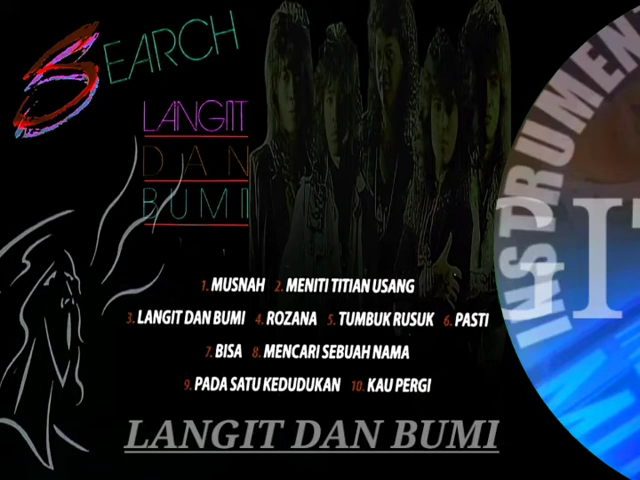 SEARCH
LANGIT
DAN
BUMI
1. MUSNAH 2. MENITI TITIAN USANG
3. LANGIT DAN BUMI 4. ROZANA 5. TUMBUK RUSUK 6. PASTI
7. BISA 8. MENCARI SEBUAH NAMA
9. PADA SATU KEDUDUKAN 10. KAU PERGI
LANGIT DAN BUMI